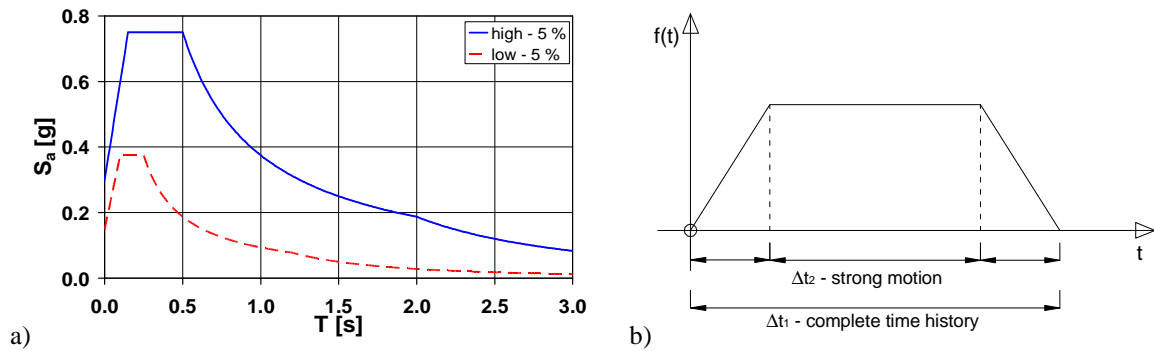 0.8
0.6
0.4
0.2
0.0
Sa [g]
high - 5 %
low - 5 %
0.0 0.5 1.0 1.5 2.0 2.5 3.0
T [s]
a)
f(t)
t
Δt2 - strong motion
Δt1 - complete time history
b)